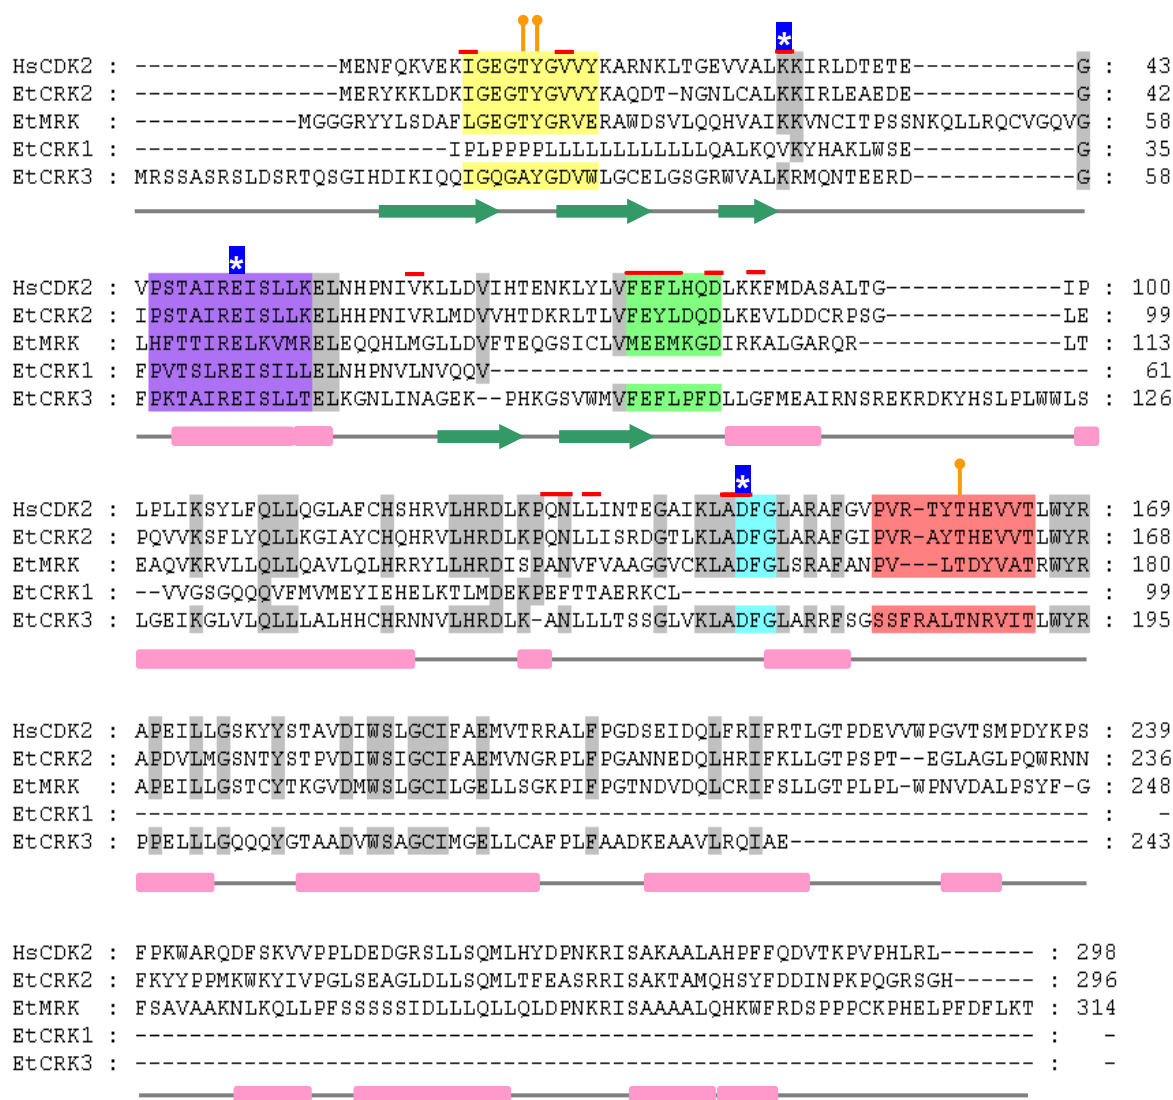 *
HsCDK2 : ---------------MENFQKVEKIGEGTYGVVYKARNKLTGEVVALKKIRLDTETE------------G : 43
EtCRK2 : ---------------MERYKKLDKIGEGTYGVVYKAQDT-NGNLCALKKIRLEAEDE------------G : 42
EtMRK : ------------MGGGRYYLSDAFLGEGTYGRVERAWDSVLQQHVAIKKVNCITPSSNKQLLRQCVGQVG : 58
EtCRK1 : -----------------------IPLPPPPLLLLLLLLLLLLQALKQVKYHAKLWSE------------G : 35
EtCRK3 : MRSSASRSLDSRTQSGIHDIKIQQIGQGAYGDVWLGCELGSGRWVALKRMQNTEERD------------G : 58
*
HsCDK2 : VPSTAIREISLLKELNHPNIVKLLDVIHTENKLYLVFEFLHQDLKKFMDASALTG-------------IP : 100
EtCRK2 : IPSTAIREISLLKELHHPNIVRLMDVVHTDKRLTLVFEYLDQDLKEVLDDCRPSG-------------LE : 99
EtMRK : LHFTTIRELKVMRELEQQHLMGLLDVFTEQGSICLVMEEMKGDIRKALGARQR---------------LT : 113
EtCRK1 : FPVTSLREISILLELNHPNVLNVQQV-------------------------------------------- : 61
EtCRK3 : FPKTAIREISLLTELKGNLINAGEK--PHKGSVWMVFEFLPFDLLGFMEAIRNSREKRDKYHSLPLWWLS : 126
*
HsCDK2 : LPLIKSYLFQLLQGLAFCHSHRVLHRDLKPQNLLINTEGAIKLADFGLARAFGVPVR-TYTHEVVTLWYR : 169
EtCRK2 : PQVVKSFLYQLLKGIAYCHQHRVLHRDLKPQNLLISRDGTLKLADFGLARAFGIPVR-AYTHEVVTLWYR : 168
EtMRK : EAQVKRVLLQLLQAVLQLHRRYLLHRDISPANVFVAAGGVCKLADFGLSRAFANPV---LTDYVATRWYR : 180
EtCRK1 : --VVGSGQQQVFMVMEYIEHELKTLMDEKPEFTTAERKCL------------------------------ : 99
EtCRK3 : LGEIKGLVLQLLLALHHCHRNNVLHRDLK-ANLLLTSSGLVKLADFGLARRFSGSSFRALTNRVITLWYR : 195
HsCDK2 : APEILLGSKYYSTAVDIWSLGCIFAEMVTRRALFPGDSEIDQLFRIFRTLGTPDEVVWPGVTSMPDYKPS : 239
EtCRK2 : APDVLMGSNTYSTPVDIWSIGCIFAEMVNGRPLFPGANNEDQLHRIFKLLGTPSPT--EGLAGLPQWRNN : 236
EtMRK : APEILLGSTCYTKGVDMWSLGCILGELLSGKPIFPGTNDVDQLCRIFSLLGTPLPL-WPNVDALPSYF-G : 248
EtCRK1 : ---------------------------------------------------------------------- : -
EtCRK3 : PPELLLGQQQYGTAADVWSAGCIMGELLCAFPLFAADKEAAVLRQIAE---------------------- : 243
HsCDK2 : FPKWARQDFSKVVPPLDEDGRSLLSQMLHYDPNKRISAKAALAHPFFQDVTKPVPHLRL------- : 298
EtCRK2 : FKYYPPMKWKYIVPGLSEAGLDLLSQMLTFEASRRISAKTAMQHSYFDDINPKPQGRSGH------ : 296
EtMRK : FSAVAAKNLKQLLPFSSSSSSIDLLLQLLQLDPNKRISAAAALQHKWFRDSPPPCKPHELPFDFLKT : 314
EtCRK1 : ------------------------------------------------------------------ : -
EtCRK3 : ------------------------------------------------------------------ : -